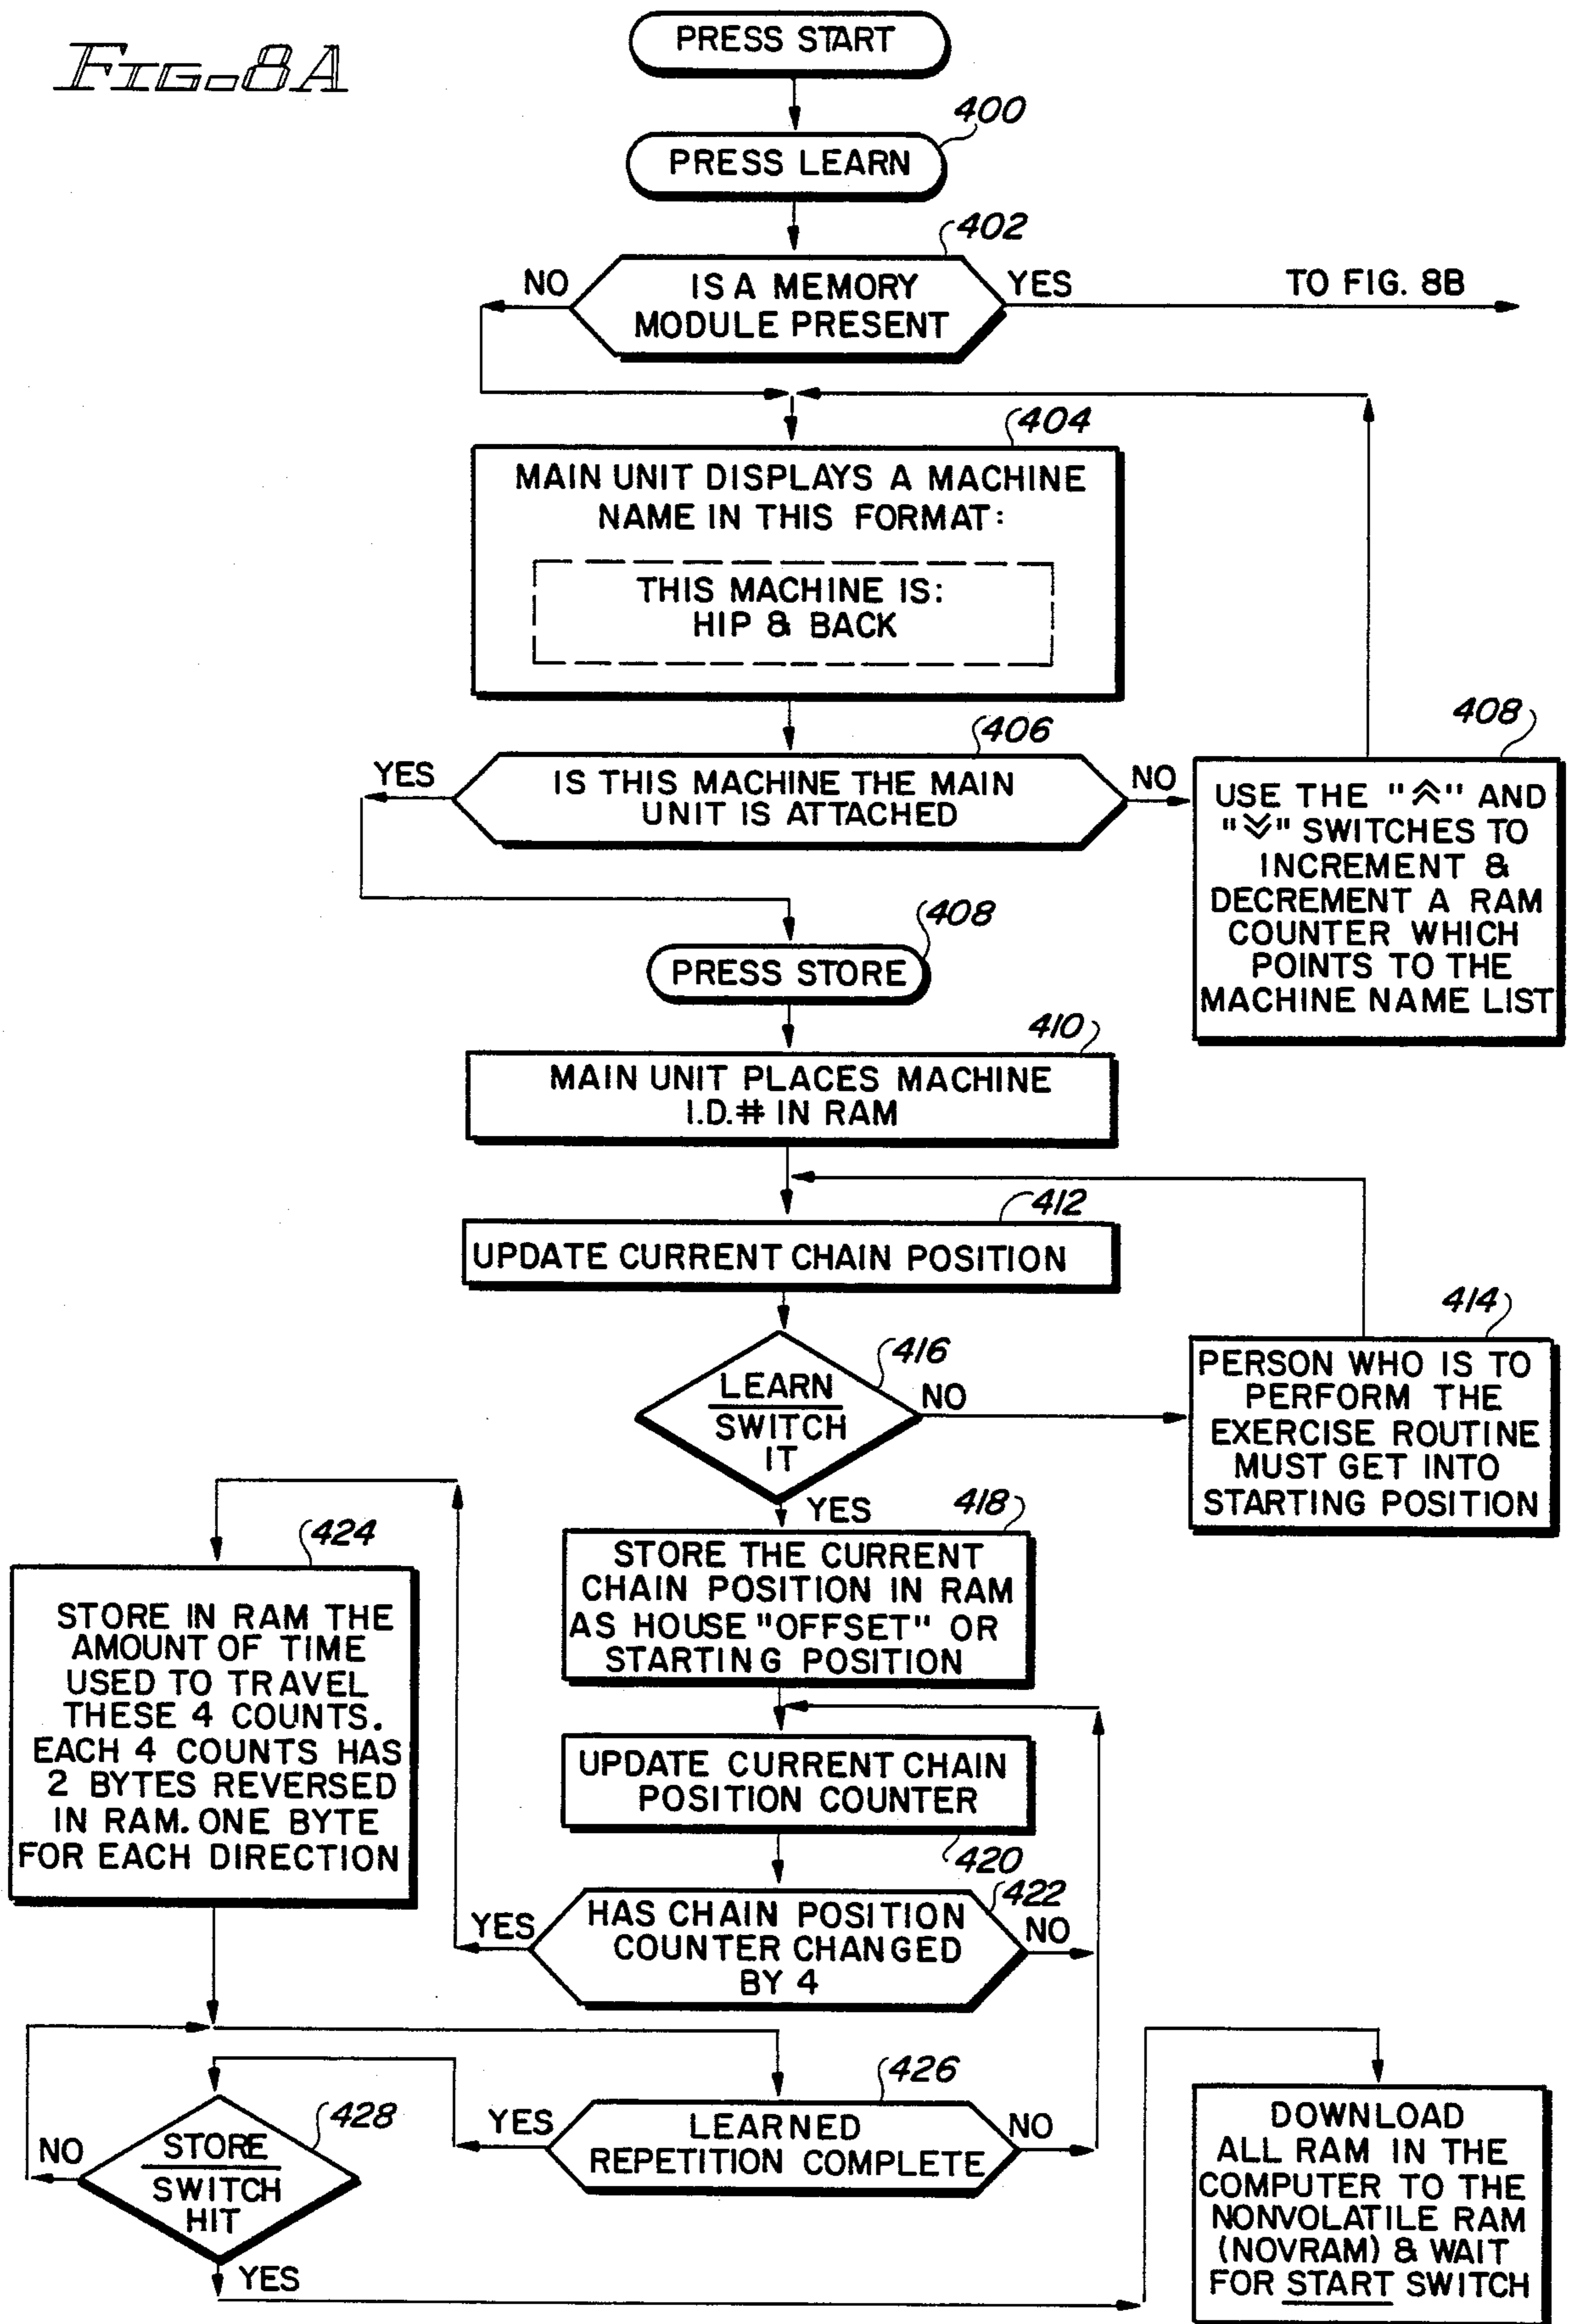 FIG. 8A
PRESS START
400
PRESS LEARN
402
NO
IS A MEMORY
MODULE PRESENT
YES
TO FIG. 8B
404
MAIN UNIT DISPLAYS A MACHINE
NAME IN THIS FORMAT:
THIS MACHINE IS:
HIP & BACK
406
YES
IS THIS MACHINE THE MAIN
UNIT IS ATTACHED
NO
408
USE THE "⮝" AND
"⮟" SWITCHES TO
INCREMENT &
DECREMENT A RAM
COUNTER WHICH
POINTS TO THE
MACHINE NAME LIST
408
PRESS STORE
410
MAIN UNIT PLACES MACHINE
I.D.# IN RAM
412
UPDATE CURRENT CHAIN POSITION
414
PERSON WHO IS TO
PERFORM THE
EXERCISE ROUTINE
MUST GET INTO
STARTING POSITION
416
LEARN
SWITCH
IT
NO
YES
418
STORE THE CURRENT
CHAIN POSITION IN RAM
AS HOUSE "OFFSET" OR
STARTING POSITION
424
STORE IN RAM THE
AMOUNT OF TIME
USED TO TRAVEL
THESE 4 COUNTS.
EACH 4 COUNTS HAS
2 BYTES REVERSED
IN RAM. ONE BYTE
FOR EACH DIRECTION
UPDATE CURRENT CHAIN
POSITION COUNTER
420
422
YES
HAS CHAIN POSITION
COUNTER CHANGED
BY 4
NO
426
YES
LEARNED
REPETITION COMPLETE
NO
428
NO
STORE
SWITCH
HIT
YES
DOWNLOAD
ALL RAM IN THE
COMPUTER TO THE
NONVOLATILE RAM
(NOVRAM) & WAIT
FOR START SWITCH